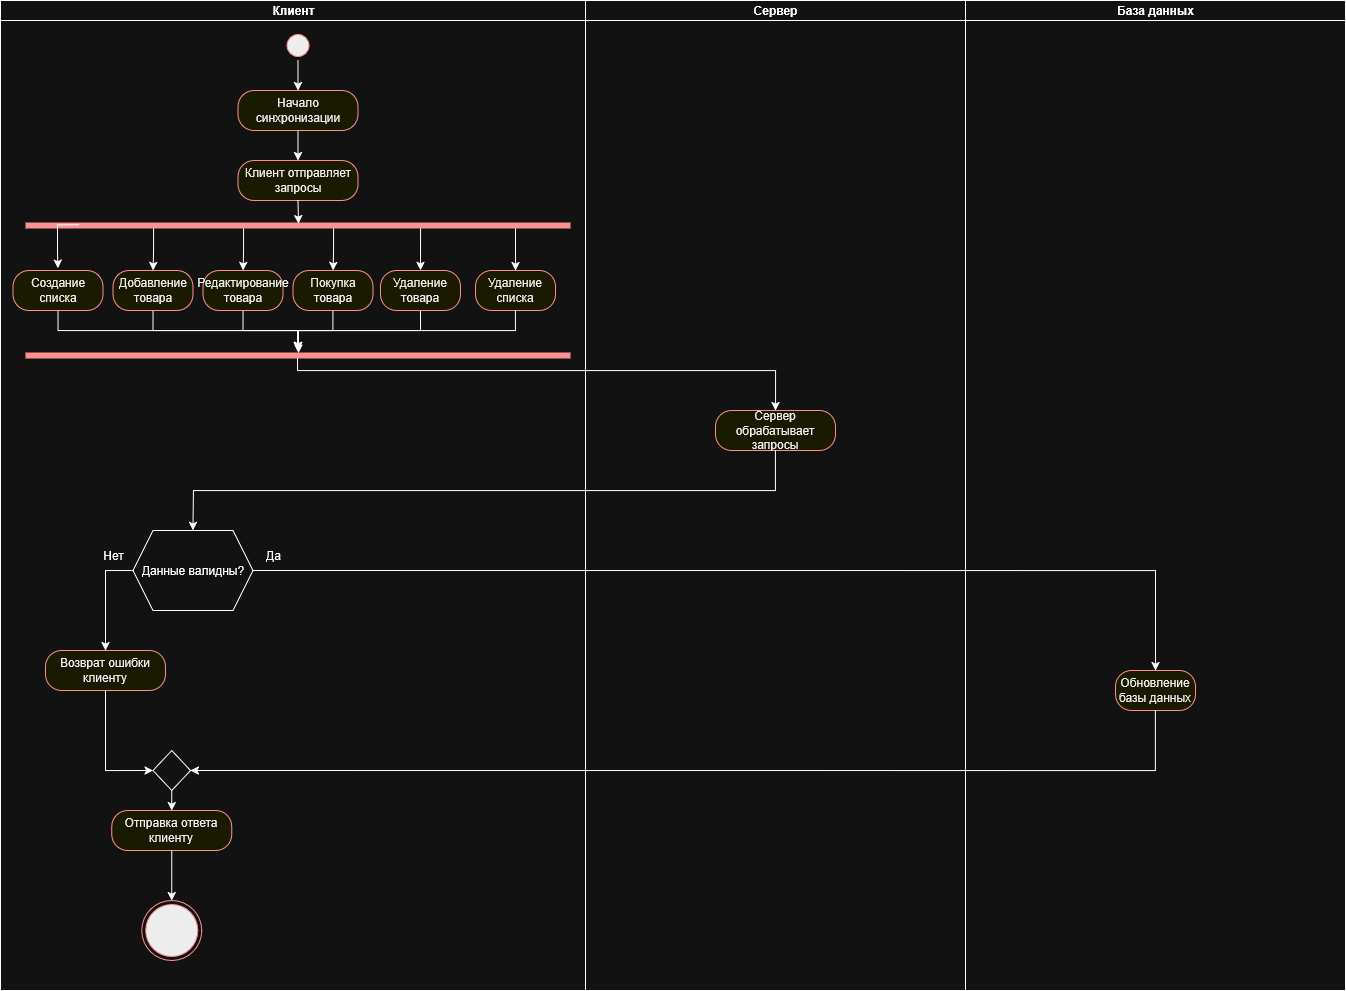 Клиент
Сервер
База данных
Начало
синхронизации
Клиент отправляет
запросы
Создание
списка
Добавление
товара
Редактирование
товара
Покупка
товара
Удаление
товара
Удаление
списка
Сервер
обрабатывает
запросы
Нет
Да
Данные валидны?
Возврат ошибки
клиенту
Обновление
базы данных
Отправка ответа
клиенту